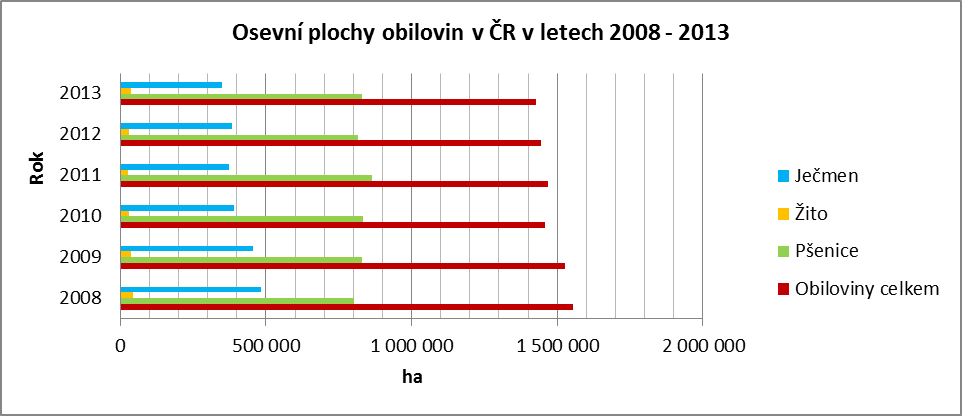 Osevní plochy obilovin v ČR v letech 2008 - 2013
2013
2012
2011
2010
2009
2008
Rok
0
500 000
1 000 000
1 500 000
2 000 000
ha
Ječmen
Žito
Pšenice
Obiloviny celkem